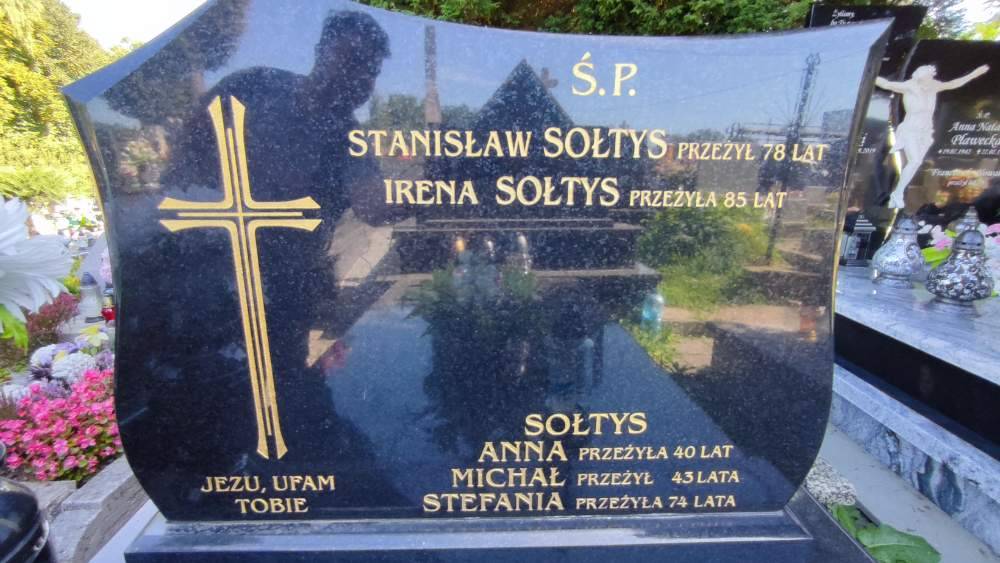 Ś.P.
STANISŁAW SOŁTYS PRZEŻYŁ 78 LAT
IRENA SOŁTYS PRZEŻYŁA 85 LAT
SOŁTYS
ANNA PRZEŻYŁA 40 LAT
MICHAŁ PRZEŻYŁ 43 LATA
STEFANIA PRZEŻYŁA 74 LATA
JEZU, UFAM
TOBIE
Ś.P.
Anna
Pławecka